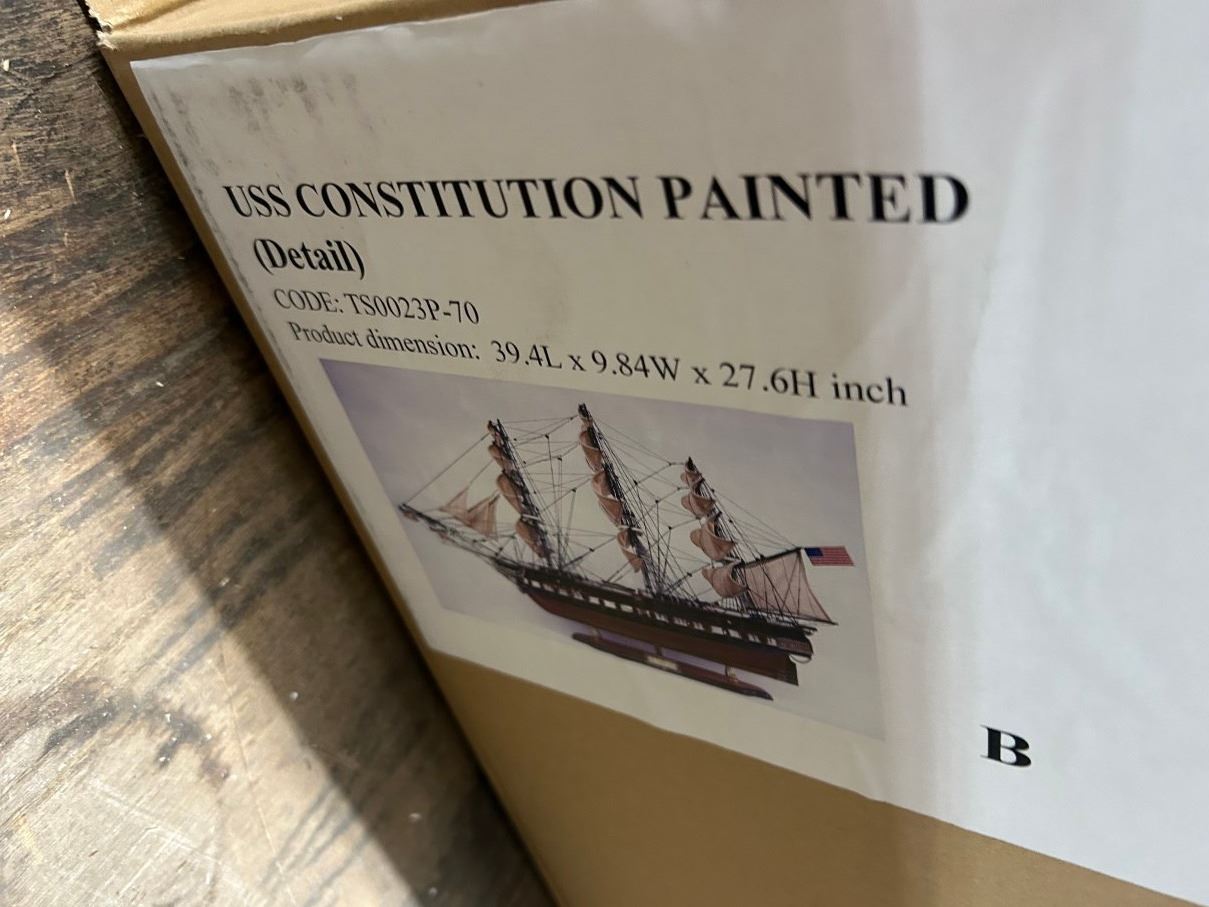 USS CONSTITUTION PAINTED
(Detail)
CODE: TS0023P-70
Product dimension: 39.4L x 9.84W x 27.6H inch
B